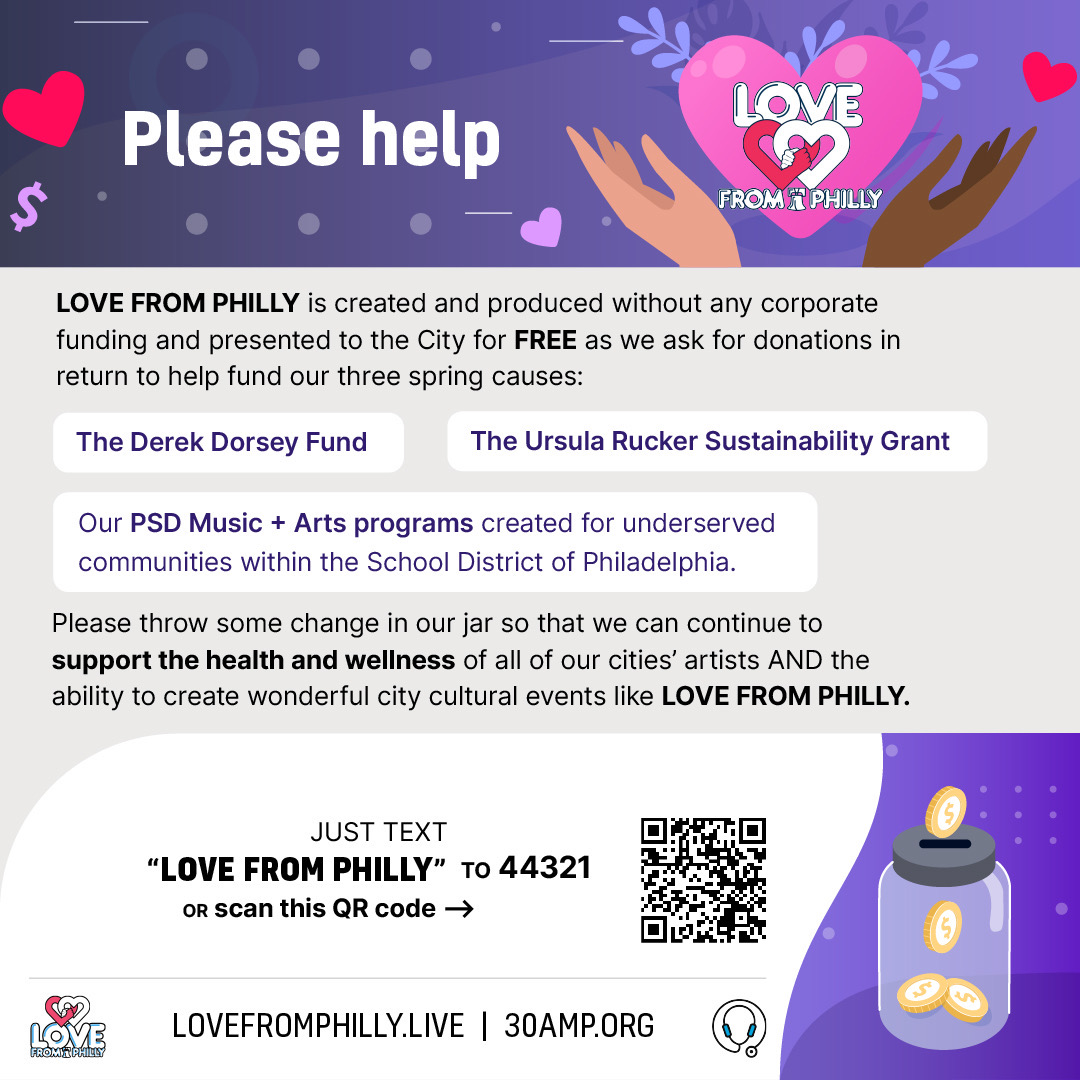 Please help
LOVE
FROM PHILLY
$
LOVE FROM PHILLY is created and produced without any corporate
funding and presented to the City for FREE as we ask for donations in
return to help fund our three spring causes:
The Derek Dorsey Fund
The Ursula Rucker Sustainability Grant
Our PSD Music + Arts programs created for underserved
communities within the School District of Philadelphia.
Please throw some change in our jar so that we can continue to
support the health and wellness of all of our cities’ artists AND the
ability to create wonderful city cultural events like LOVE FROM PHILLY.
JUST TEXT
“LOVE FROM PHILLY” TO 44321
OR scan this QR code →
$
$
$ $
LOVE
FROM PHILLY
LOVEFROMPHILLY.LIVE | 30AMP.ORG